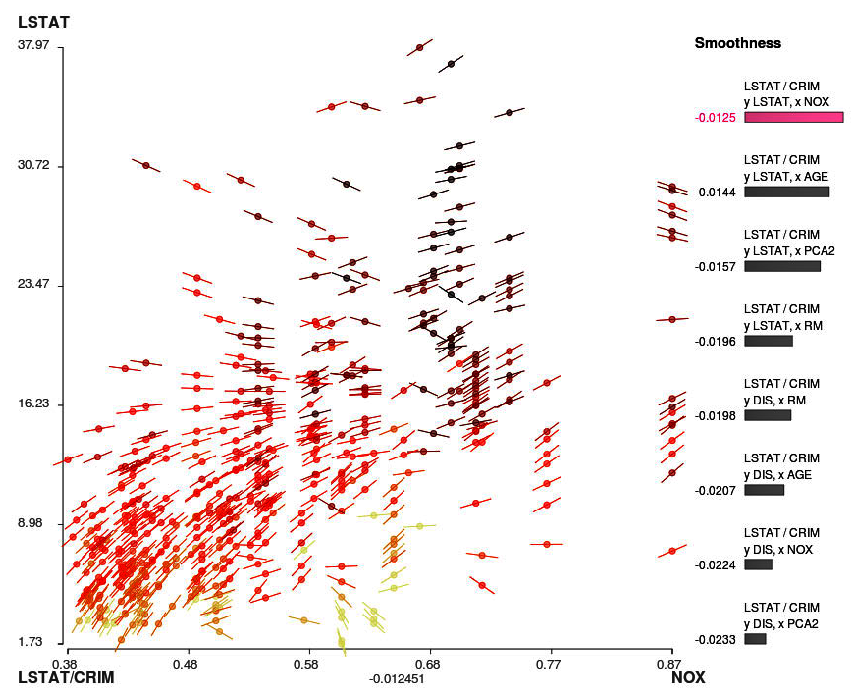 LSTAT
37.97
30.72
23.47
16.23
8.98
1.73
0.38
0.48
0.58
0.68
0.77
0.87
LSTAT/CRIM
-0.012451
NOX
Smoothness
LSTAT / CRIM
y LSTAT, x NOX
-0.0125
LSTAT / CRIM
y LSTAT, x AGE
-0.0144
LSTAT / CRIM
y LSTAT, x PCA2
-0.0157
LSTAT / CRIM
y LSTAT, x RM
-0.0196
LSTAT / CRIM
y DIS, x RM
-0.0198
LSTAT / CRIM
y DIS, x AGE
-0.0207
LSTAT / CRIM
y DIS, x NOX
-0.0224
LSTAT / CRIM
y DIS, x PCA2
-0.0233